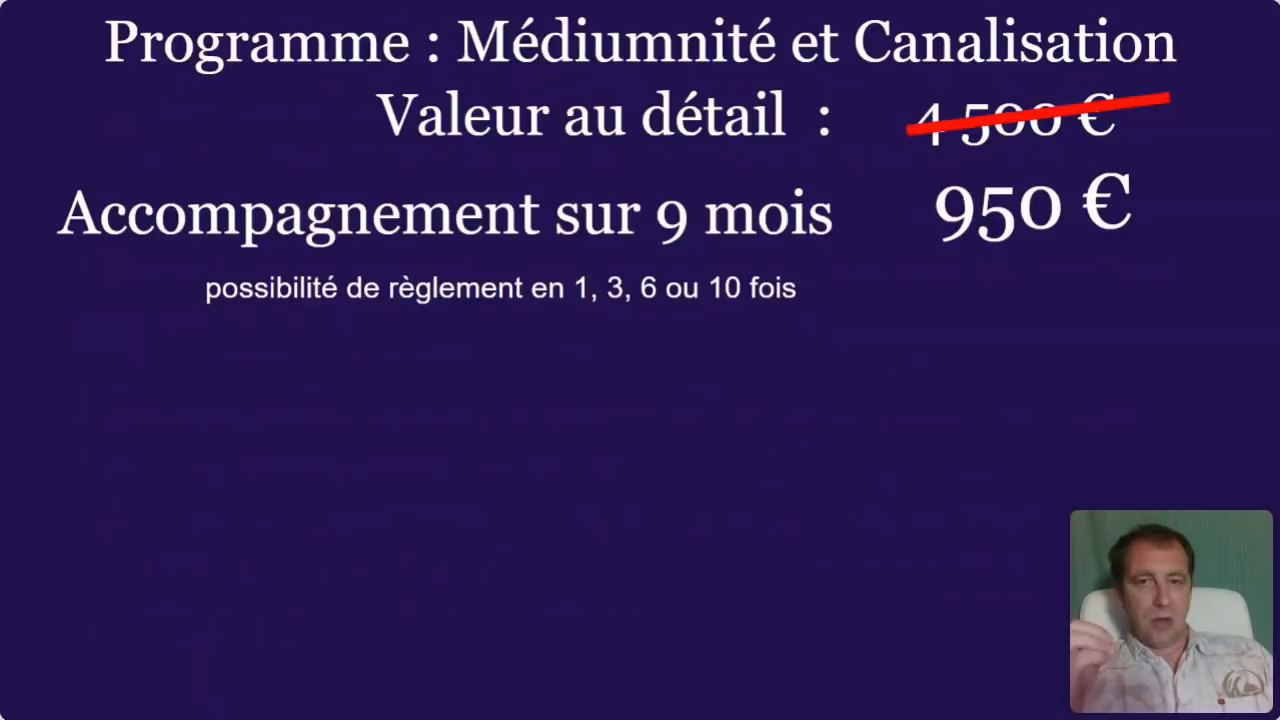 Programme : Médiumnité et Canalisation
Valeur au détail : 4 500 €
Accompagnement sur 9 mois 950 €
possibilité de règlement en 1, 3, 6 ou 10 fois